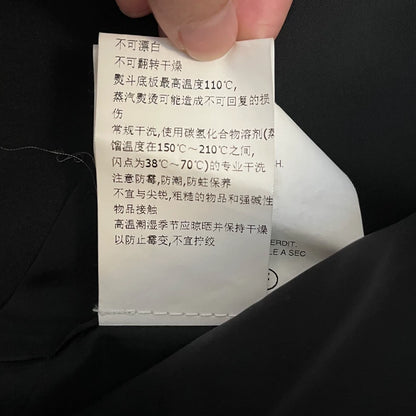 不可漂白
不可翻转干燥
熨斗底板最高温度110℃,
蒸汽熨烫可能造成不可回复的损
伤
常规干洗,使用碳氢化合物溶剂(蒸
馏温度在150℃~210℃之间,
闪点为38℃~70℃)的专业干洗
注意防霉,防潮,防蛀保养
不宜与尖锐,粗糙的物品和强碱性
物品接触
高温潮湿季节应晾晒并保持干燥
以防止霉变,不宜拧绞
H.
ERDIT.
LE A SEC